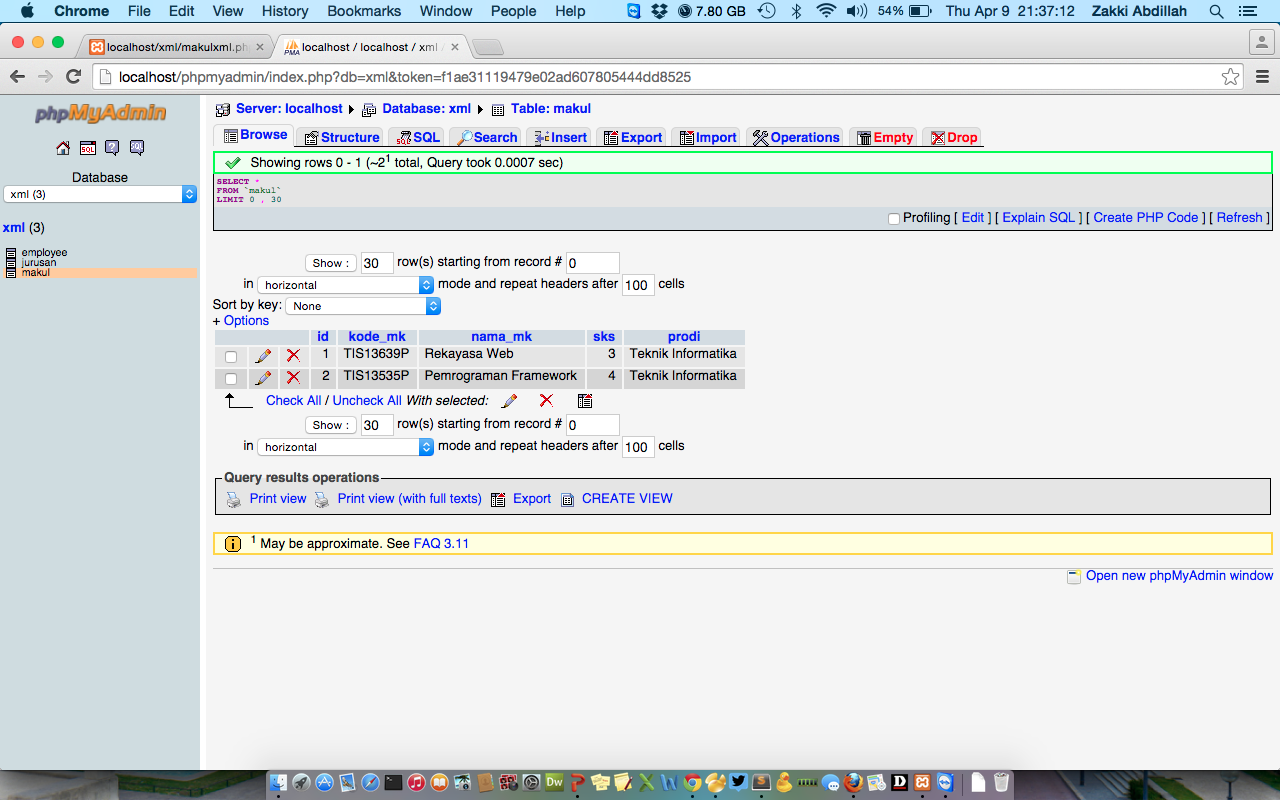 Chrome File Edit View History Bookmarks Window People Help 7.80 GB 54% Thu Apr 9 21:37:12 Zakki Abdillah
localhost/xml/makulxml.ph localhost / localhost / xml /
localhost/phpmyadmin/index.php?db=xml&token=f1ae31119479e02ad607805444dd8525
phpMyAdmin
Database
xml (3)
xml (3)
employee
jurusan
makul
Server: localhost Database: xml Table: makul
Browse Structure SQL Search Insert Export Import Operations Empty Drop
Showing rows 0 - 1 (~2¹ total, Query took 0.0007 sec)
SELECT *
FROM `makul`
LIMIT 0 , 30
Profiling [ Edit ] [ Explain SQL ] [ Create PHP Code ] [ Refresh ]
Show : 30 row(s) starting from record # 0
in horizontal mode and repeat headers after 100 cells
Sort by key: None
+ Options
id kode_mk nama_mk sks prodi
1 TIS13639P Rekayasa Web 3 Teknik Informatika
2 TIS13535P Pemrograman Framework 4 Teknik Informatika
Check All / Uncheck All With selected:
Show : 30 row(s) starting from record # 0
in horizontal mode and repeat headers after 100 cells
Query results operations
Print view Print view (with full texts) Export CREATE VIEW
¹ May be approximate. See FAQ 3.11
Open new phpMyAdmin window